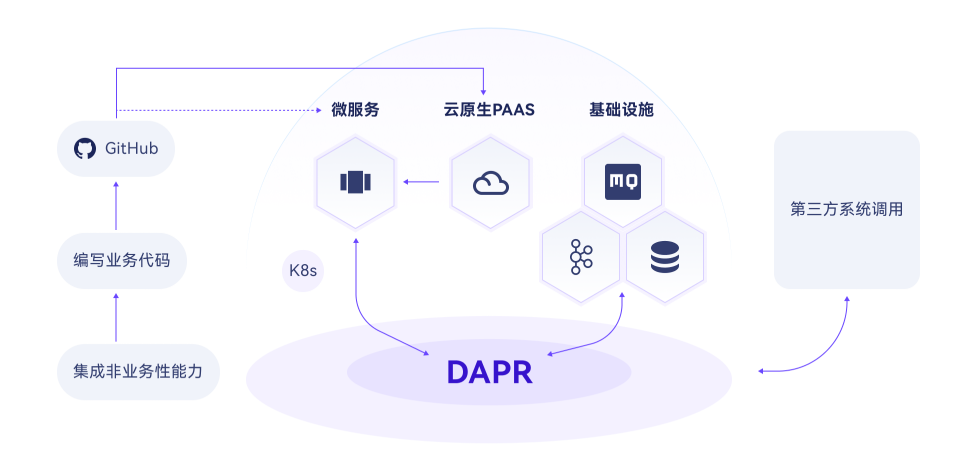 微服务
云原生PAAS
基础设施
GitHub
MQ
第三方系统调用
编写业务代码
K8s
集成非业务性能力
DAPR